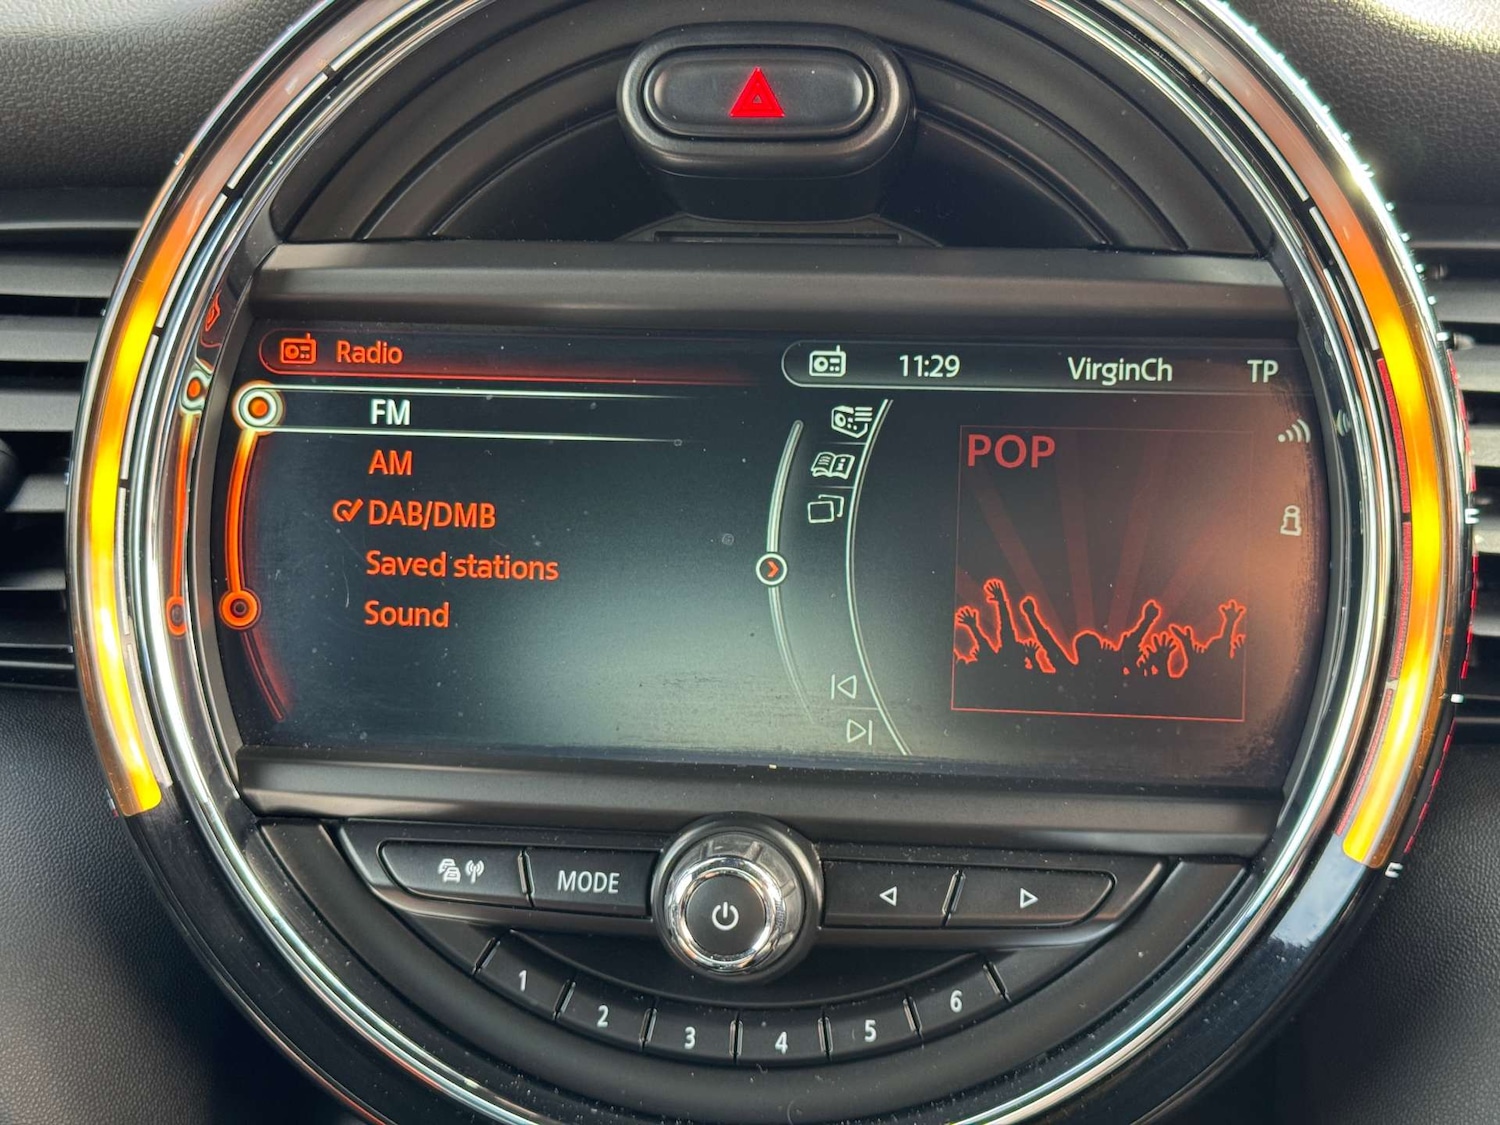 Radio
11:29 VirginCh TP
FM
AM
DAB/DMB
Saved stations
Sound
POP
MODE
1 2 3 4 5 6